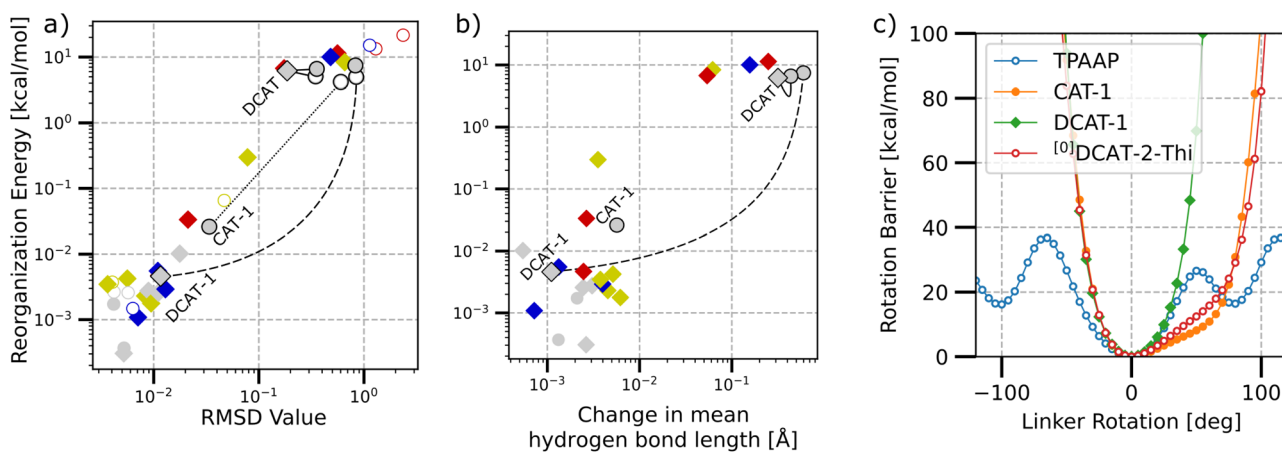 a)
Reorganization Energy [kcal/mol]
10¹
10⁰
10⁻¹
10⁻²
10⁻³
DCAT
CAT-1
DCAT-1
10⁻²
10⁻¹
10⁰
RMSD Value
b)
10¹
10⁰
10⁻¹
10⁻²
10⁻³
DCAT
CAT-1
DCAT-1
10⁻³
10⁻²
10⁻¹
Change in mean
hydrogen bond length [Å]
c)
Rotation Barrier [kcal/mol]
100
80
60
40
20
0
TPAAP
CAT-1
DCAT-1
[0]DCAT-2-Thi
−100
0
100
Linker Rotation [deg]